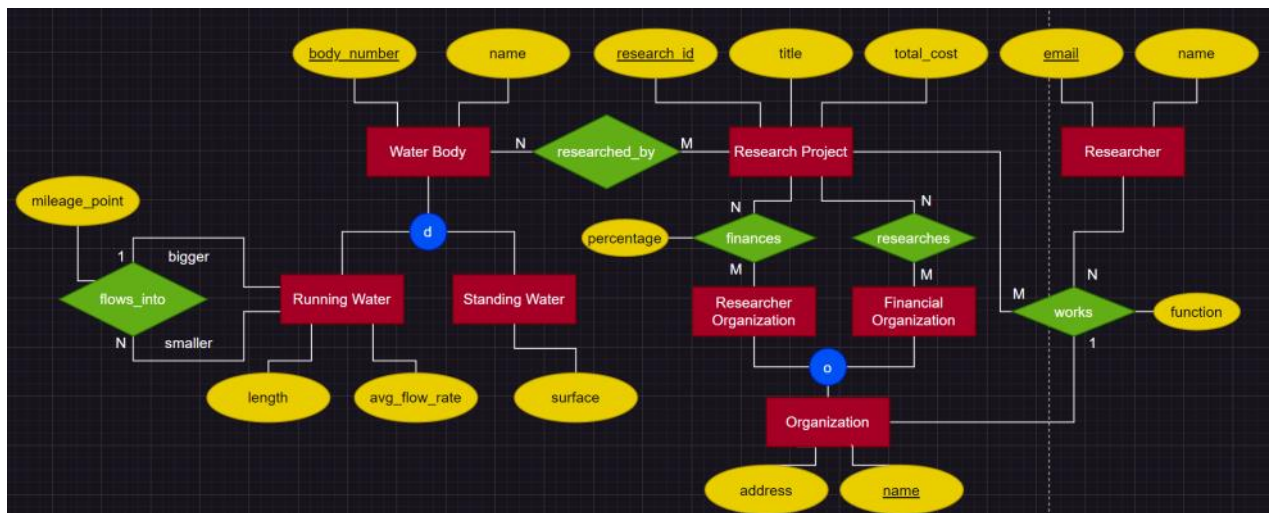 body_number
name
research_id
title
total_cost
email
name
Water Body
N
researched_by
M
Research Project
Researcher
mileage_point
d
percentage
N
finances
N
researches
1
bigger
M
M
N
flows_into
Running Water
Standing Water
Researcher
Organization
Financial
Organization
M
works
function
N
smaller
1
o
length
avg_flow_rate
surface
Organization
address
name